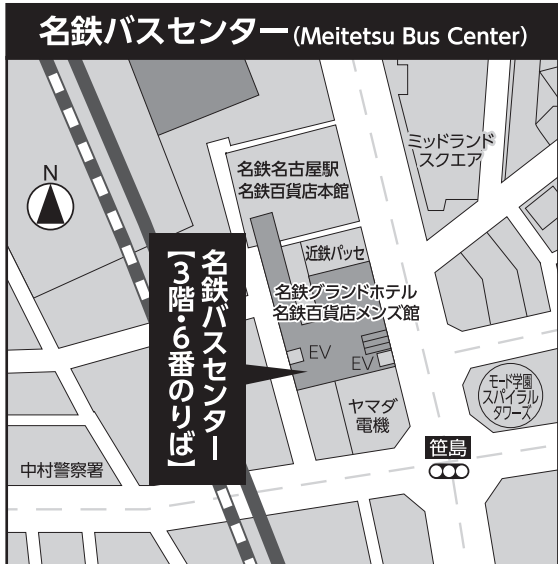 名鉄バスセンター(Meitetsu Bus Center)
N
ミッドランド
スクエア
名鉄名古屋駅
名鉄百貨店本館
近鉄パッセ
名鉄グランドホテル
名鉄百貨店メンズ館
名鉄バスセンター
【3階・6番のりば】
EV
EV
ヤマダ
電機
モード学園
スパイラル
タワーズ
笹島
中村警察署